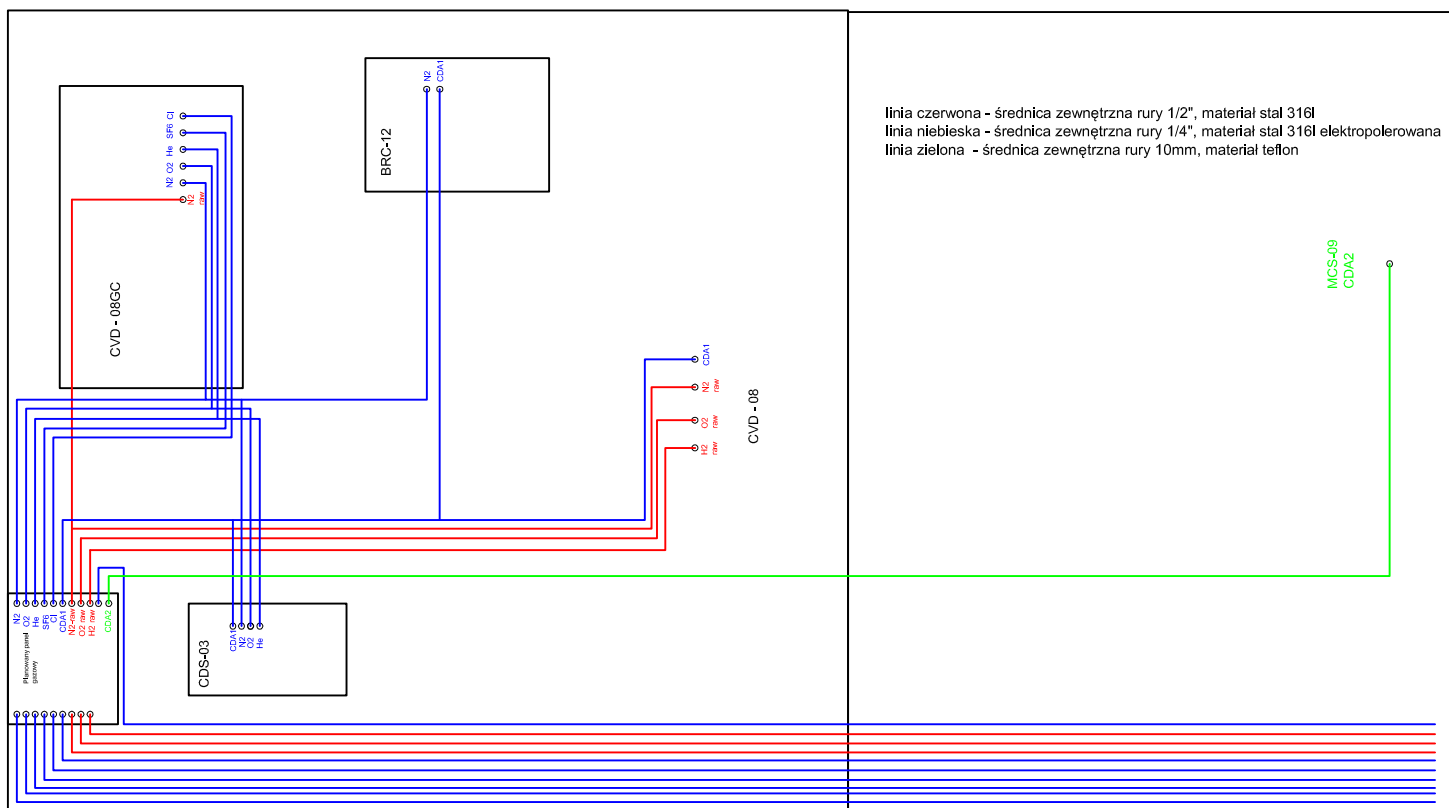 N2
CDA1
BRC-12
Cl
SF6
He
O2
N2
N2
raw
CVD - 08GC
linia czerwona - średnica zewnętrzna rury 1/2", materiał stal 316l
linia niebieska - średnica zewnętrzna rury 1/4", materiał stal 316l elektropolerowana
linia zielona - średnica zewnętrzna rury 10mm, materiał teflon
MCS-09
CDA2
CDA1
N2
raw
O2
raw
H2
raw
CVD - 08
N2
O2
He
SF6
Cl
CDA1
N2-raw
O2 raw
H2 raw
CDA2
Planowany panel
gazowy
CDA1
N2
O2
He
CDS-03